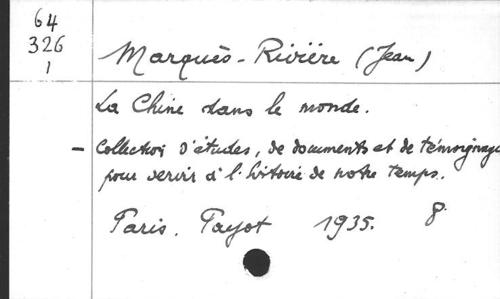 64
326
1
Marquès-Rivière (Jean)
La Chine dans le monde.
- Collection d'études, de documents et de témoignages
pour servir à l'histoire de notre temps.
Paris. Payot 1935. 8°